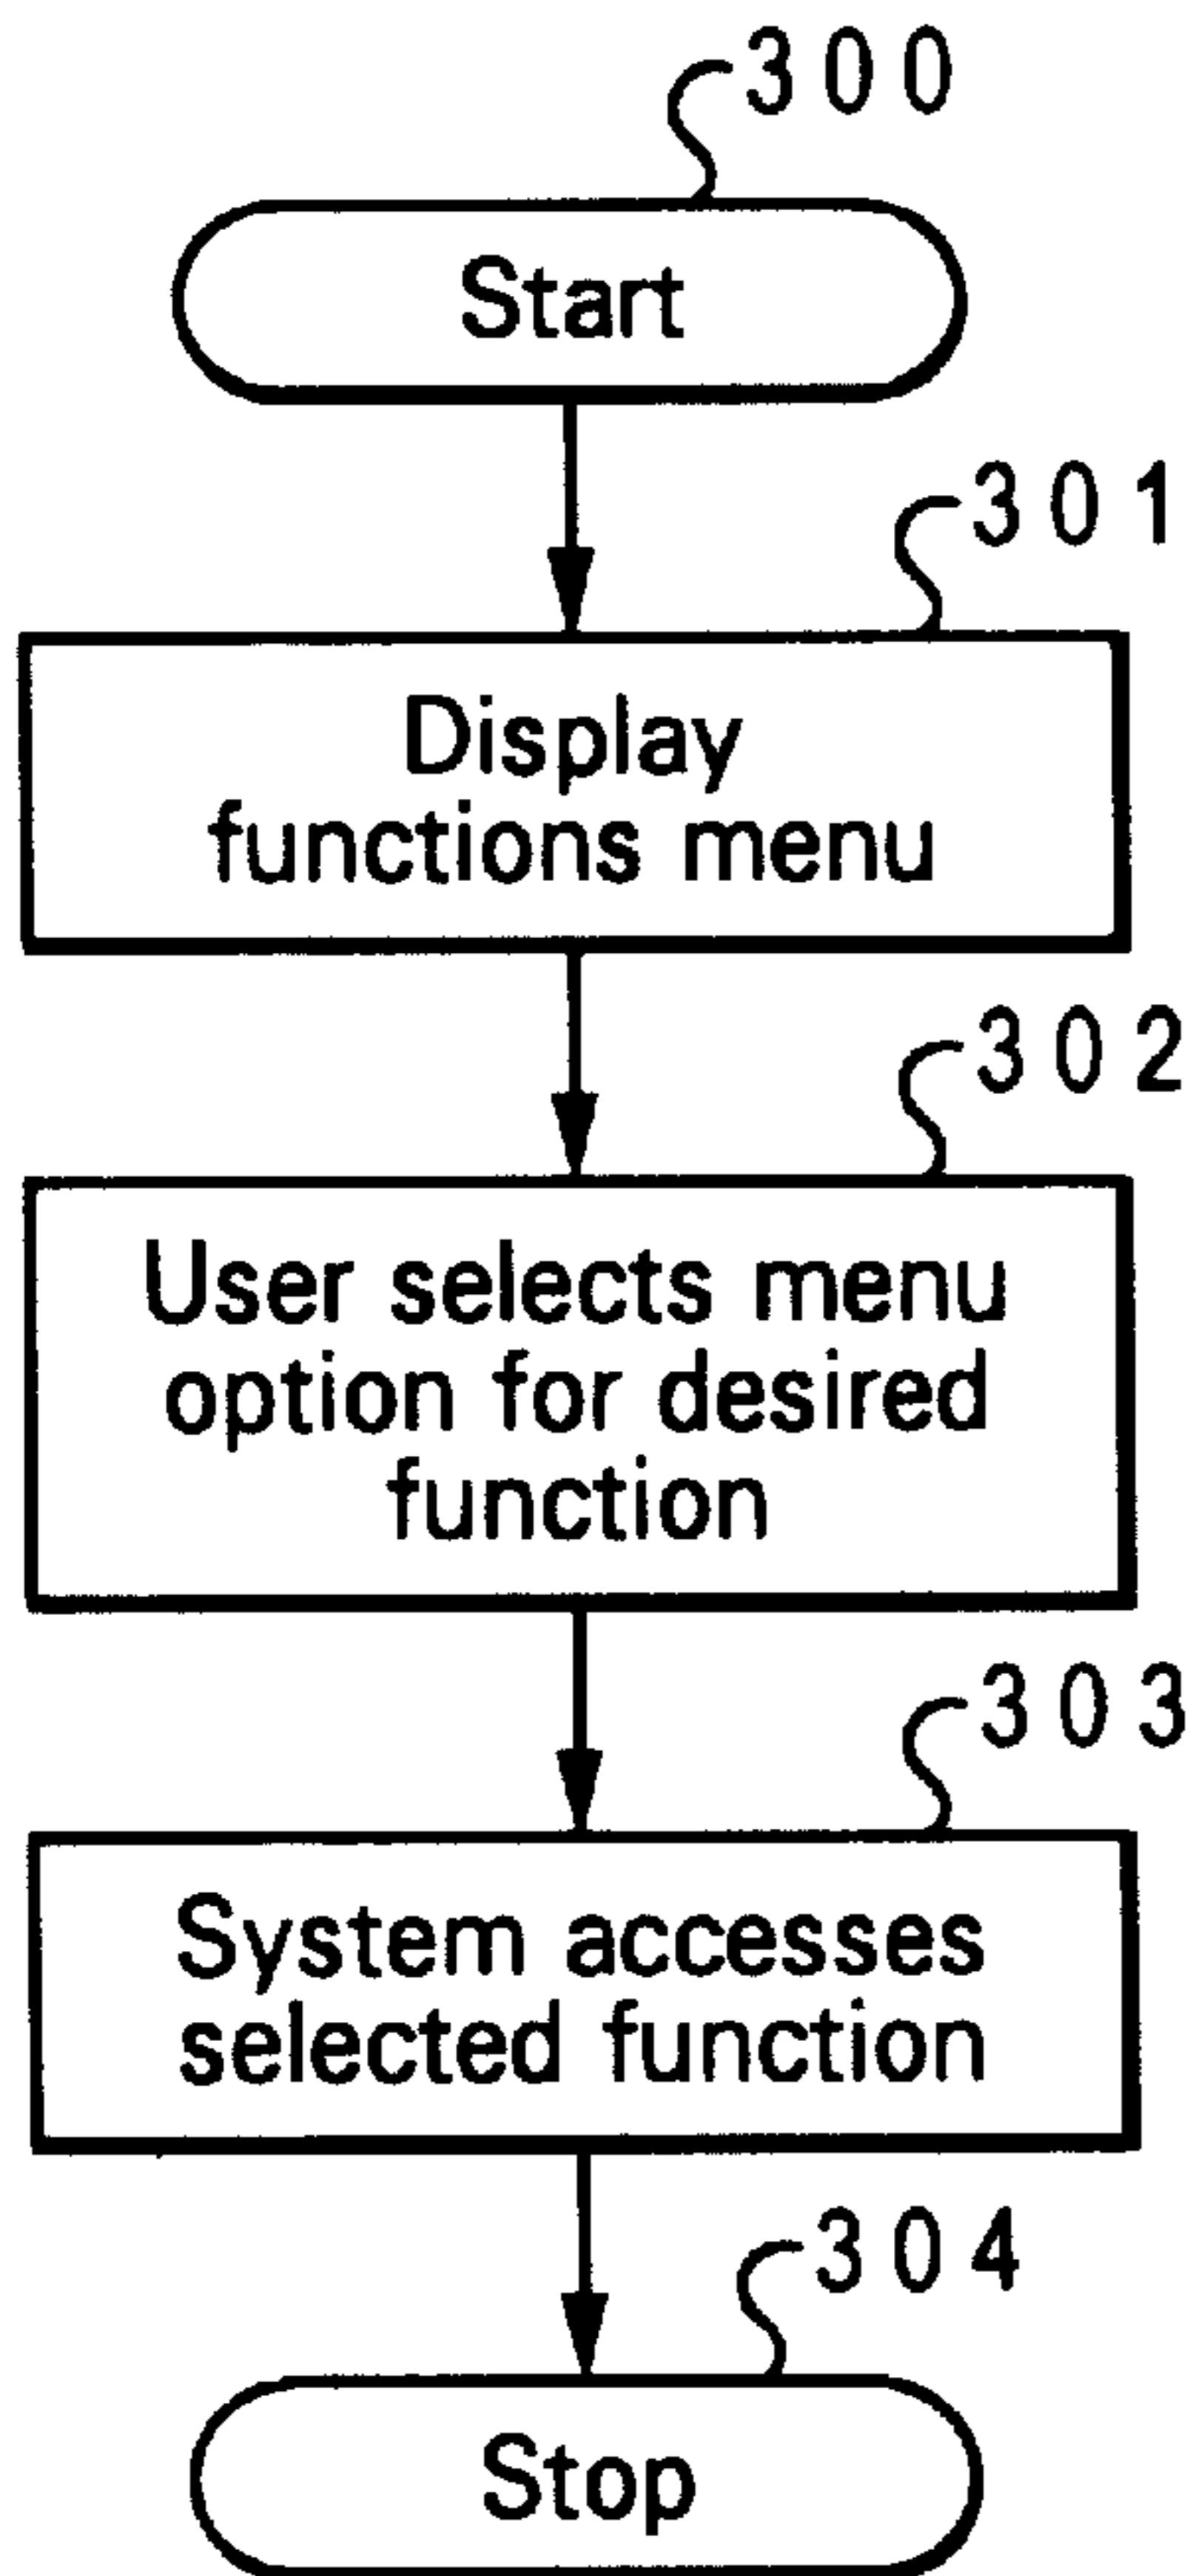 300
Start
301
Display
functions menu
302
User selects menu
option for desired
function
303
System accesses
selected function
304
Stop